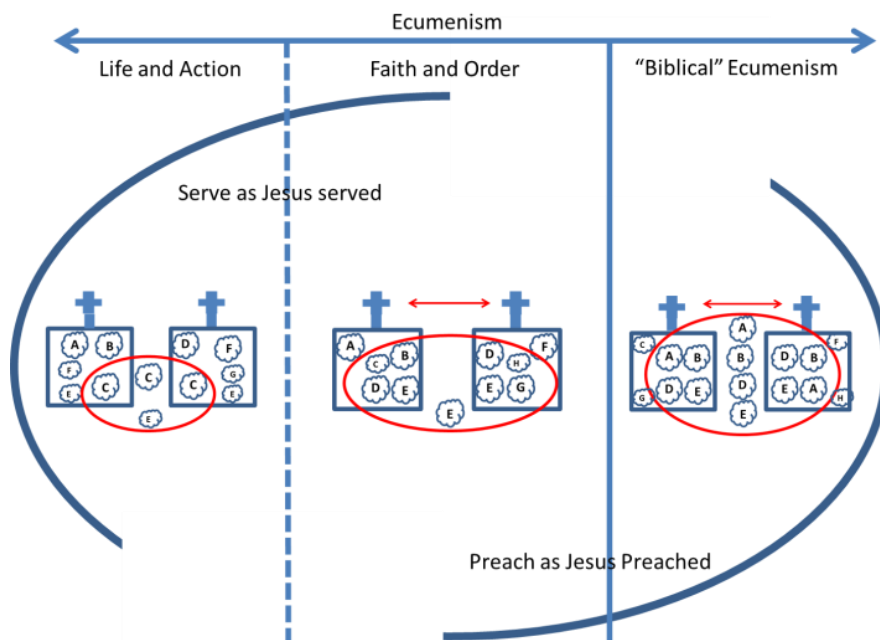 Ecumenism
Life and Action Faith and Order “Biblical” Ecumenism
Serve as Jesus served
A B D F A B D F A C F
C A B D B
F C C C G C H B
E E D E E G D E D E A
E E G E H
Preach as Jesus Preached